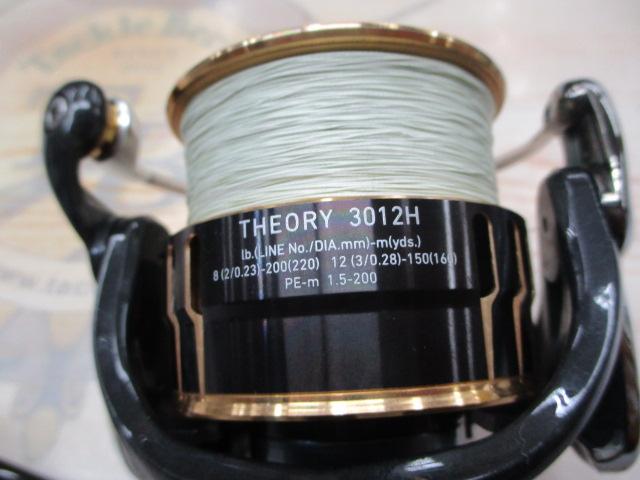 THEORY 3012H
lb.(LINE No./DIA.mm)-m(yds.)
8(2/0.23)-200(220) 12(3/0.28)-150(160)
PE-m 1.5-200